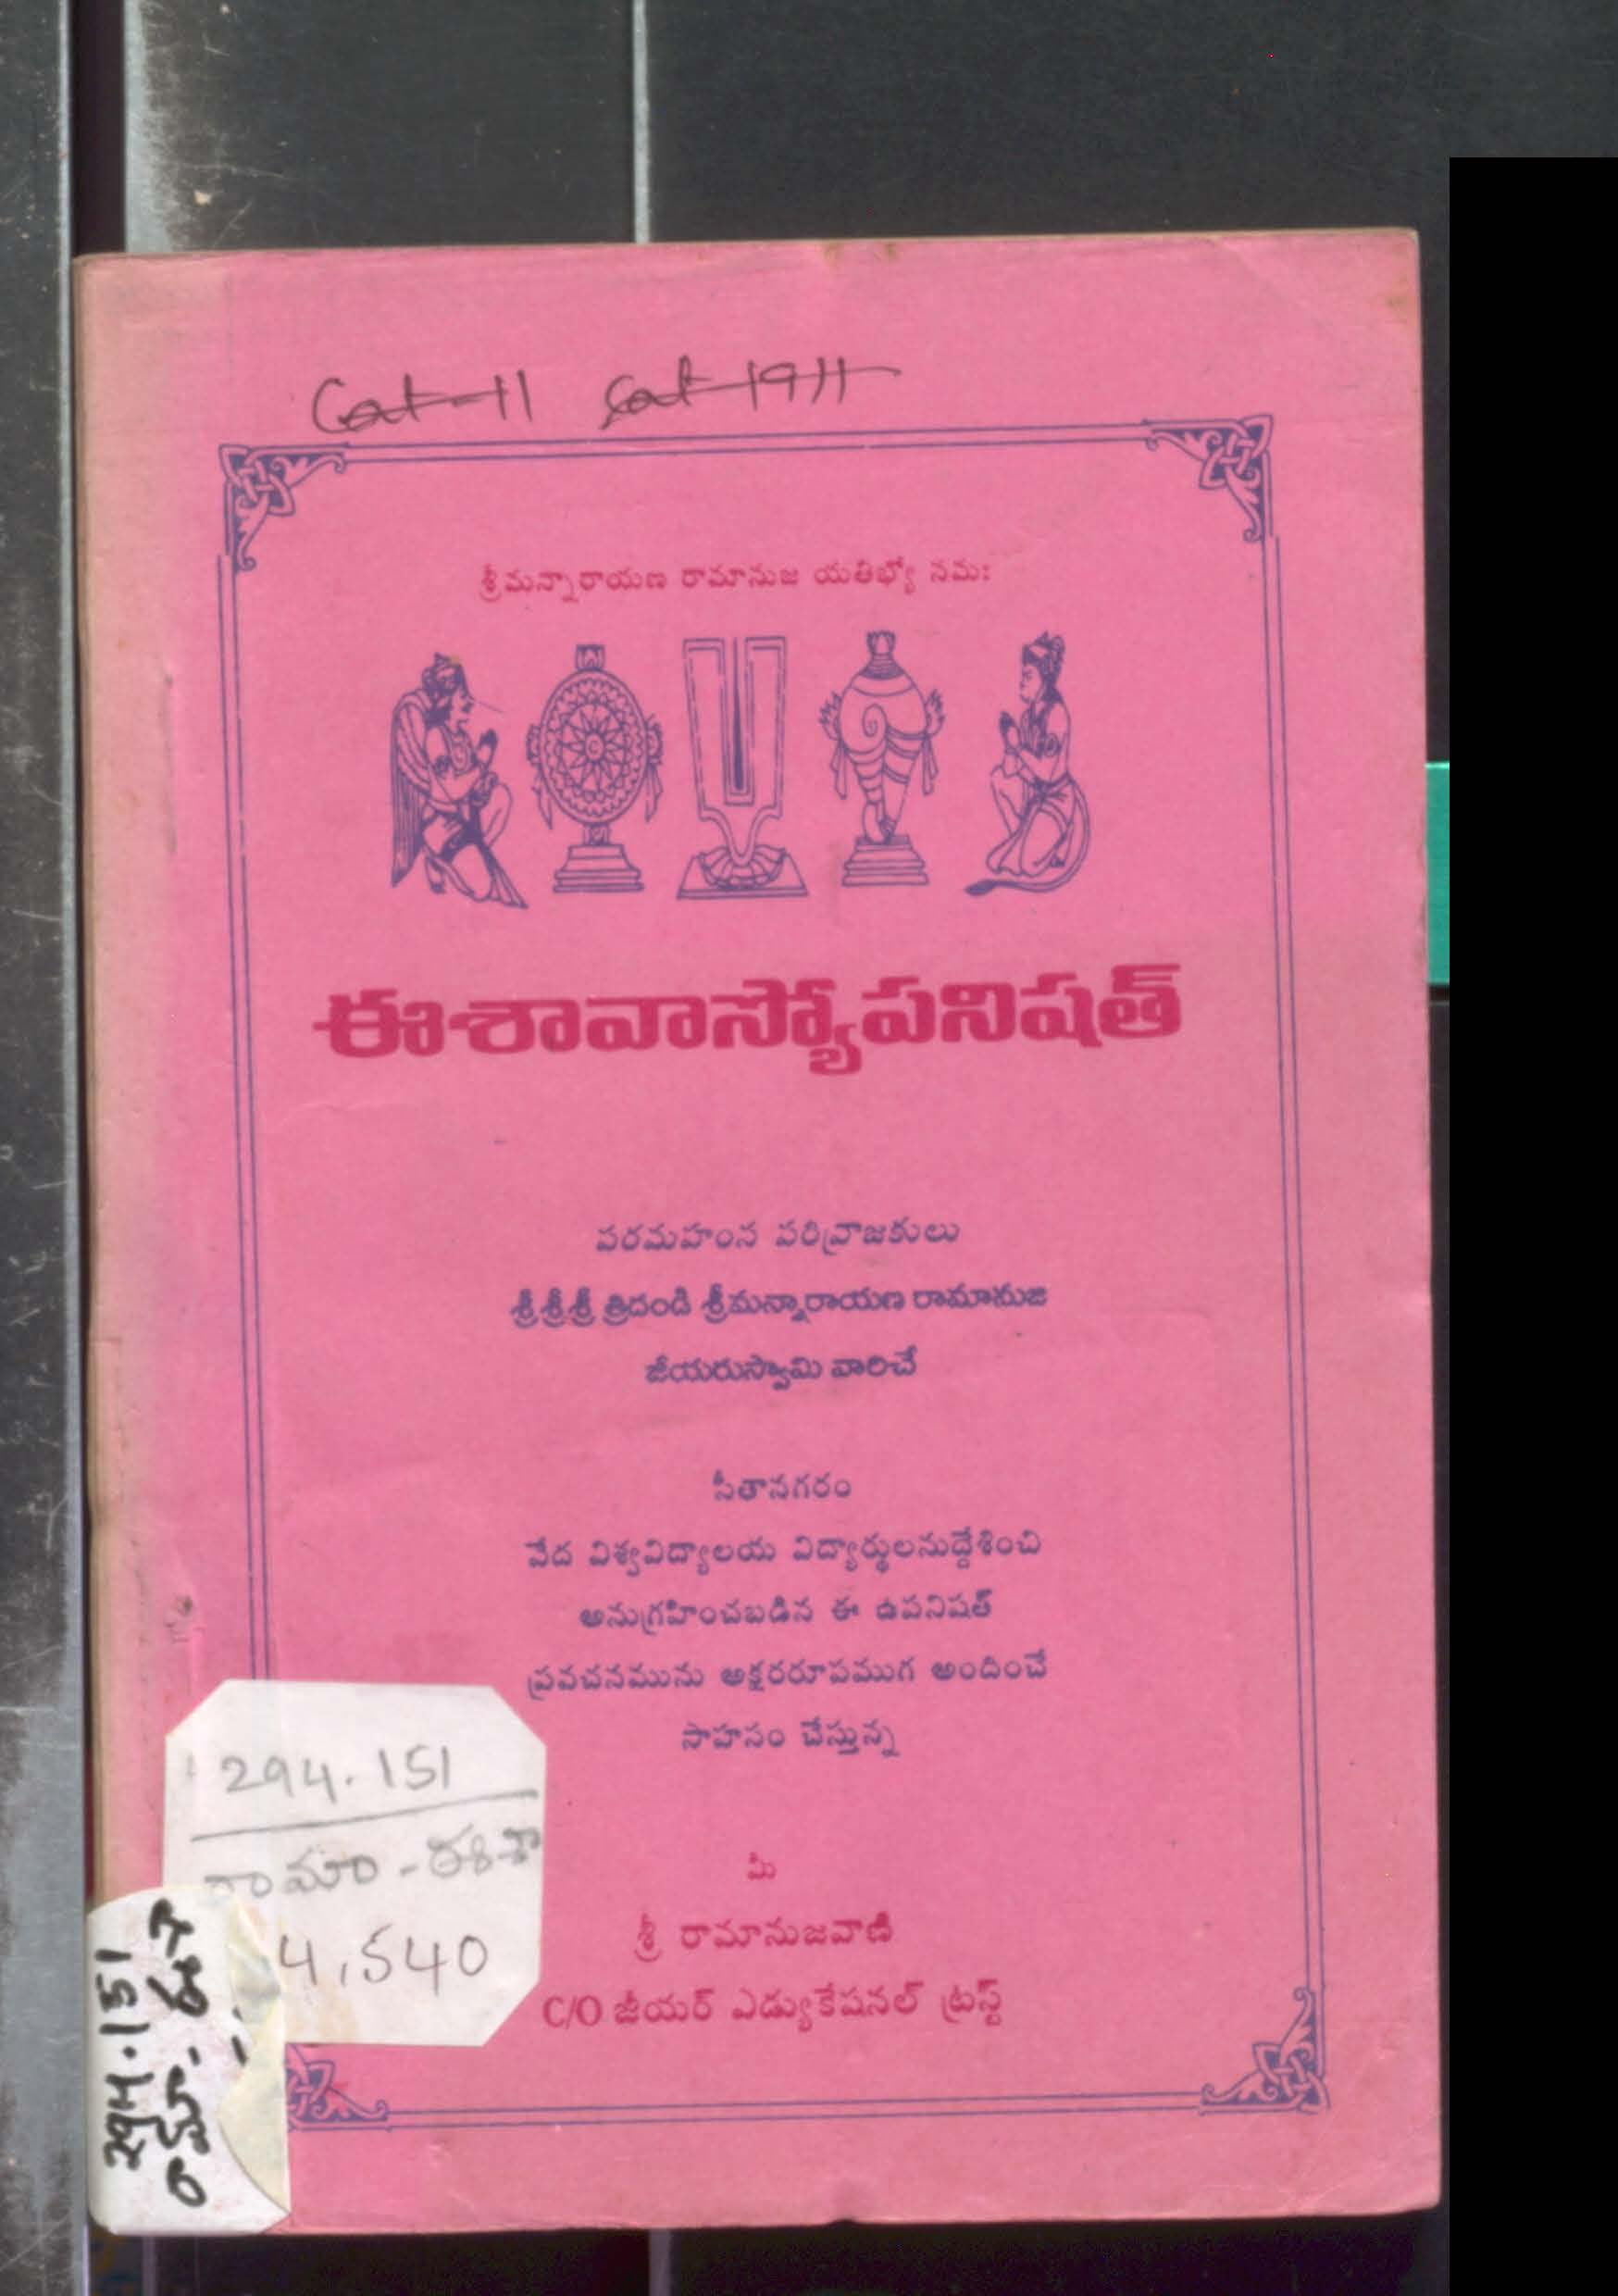 Cat-11 Cat 1911
శ్రీమన్నారాయణ రామానుజ యతిభ్యో నమః
ఈశావాస్యోపనిషత్
పరమహంస పరివ్రాజకులు
శ్రీ శ్రీ శ్రీ త్రిదండి శ్రీమన్నారాయణ రామానుజ
జీయరుస్వామి వారిచే
సీతానగరం
వేద విశ్వవిద్యాలయ విద్యార్థులనుద్దేశించి
అనుగ్రహించబడిన ఈ ఉపనిషత్
ప్రవచనమును అక్షరరూపముగ అందించే
సాహసం చేస్తున్న
మీ
శ్రీ రామానుజవాణి
C/O జీయర్ ఎడ్యుకేషనల్ ట్రస్ట్
294.151
రామా - ఈశా
4,540
294.151